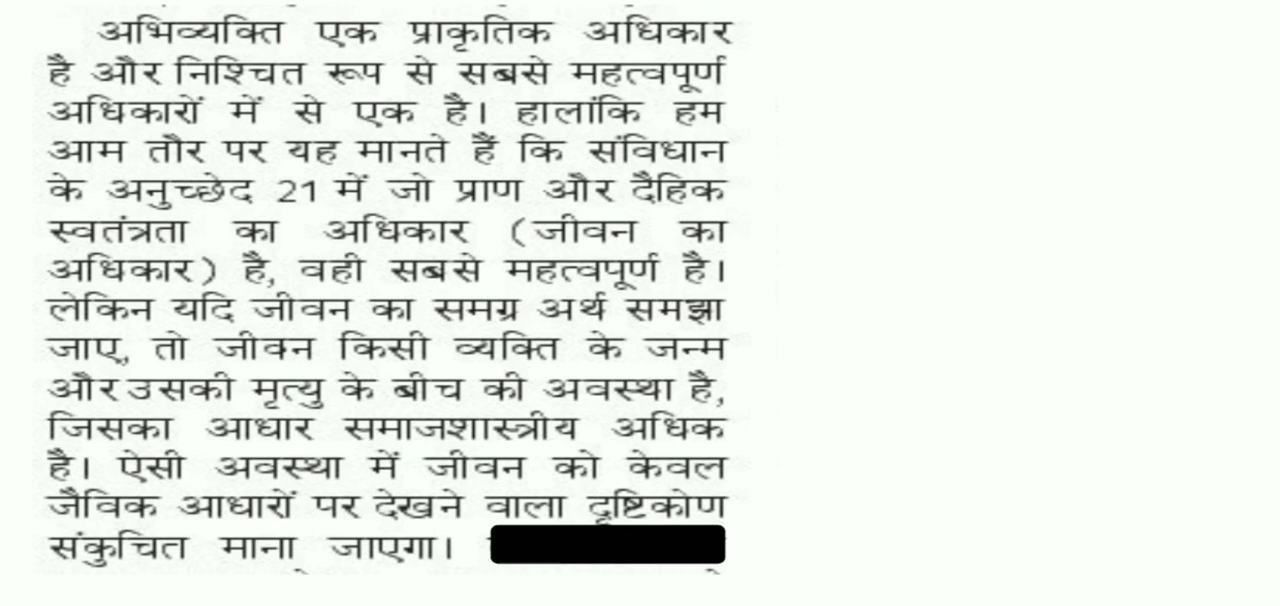 अभिव्यक्ति एक प्राकृतिक अधिकार
है और निश्चित रूप से सबसे महत्वपूर्ण
अधिकारों में से एक है। हालांकि हम
आम तौर पर यह मानते हैं कि संविधान
के अनुच्छेद 21 में जो प्राण और दैहिक
स्वतंत्रता का अधिकार (जीवन का
अधिकार) है, वही सबसे महत्वपूर्ण है।
लेकिन यदि जीवन का समग्र अर्थ समझा
जाए, तो जीवन किसी व्यक्ति के जन्म
और उसकी मृत्यु के बीच की अवस्था है,
जिसका आधार समाजशास्त्रीय अधिक
है। ऐसी अवस्था में जीवन को केवल
जैविक आधारों पर देखने वाला दृष्टिकोण
संकुचित माना जाएगा।